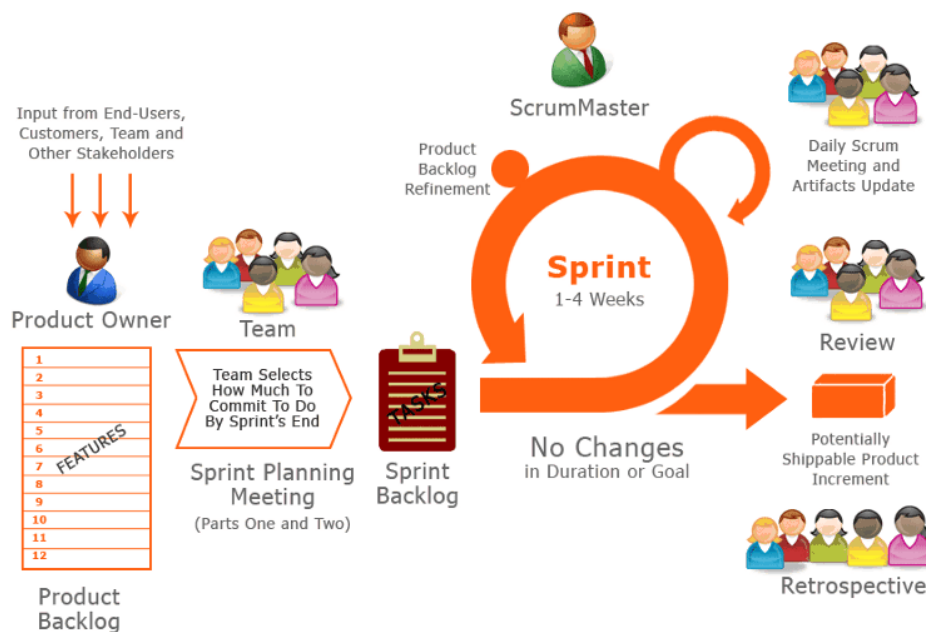 Input from End-Users,
Customers, Team and
Other Stakeholders
Product Owner
1
2
3
4
5
6
7
8
9
10
11
12
FEATURES
Product
Backlog
Team
Team Selects
How Much To
Commit To Do
By Sprint's End
Sprint Planning
Meeting
(Parts One and Two)
TASKS
Sprint
Backlog
ScrumMaster
Product
Backlog
Refinement
Sprint
1-4 Weeks
No Changes
in Duration or Goal
Daily Scrum
Meeting and
Artifacts Update
Review
Potentially
Shippable Product
Increment
Retrospective